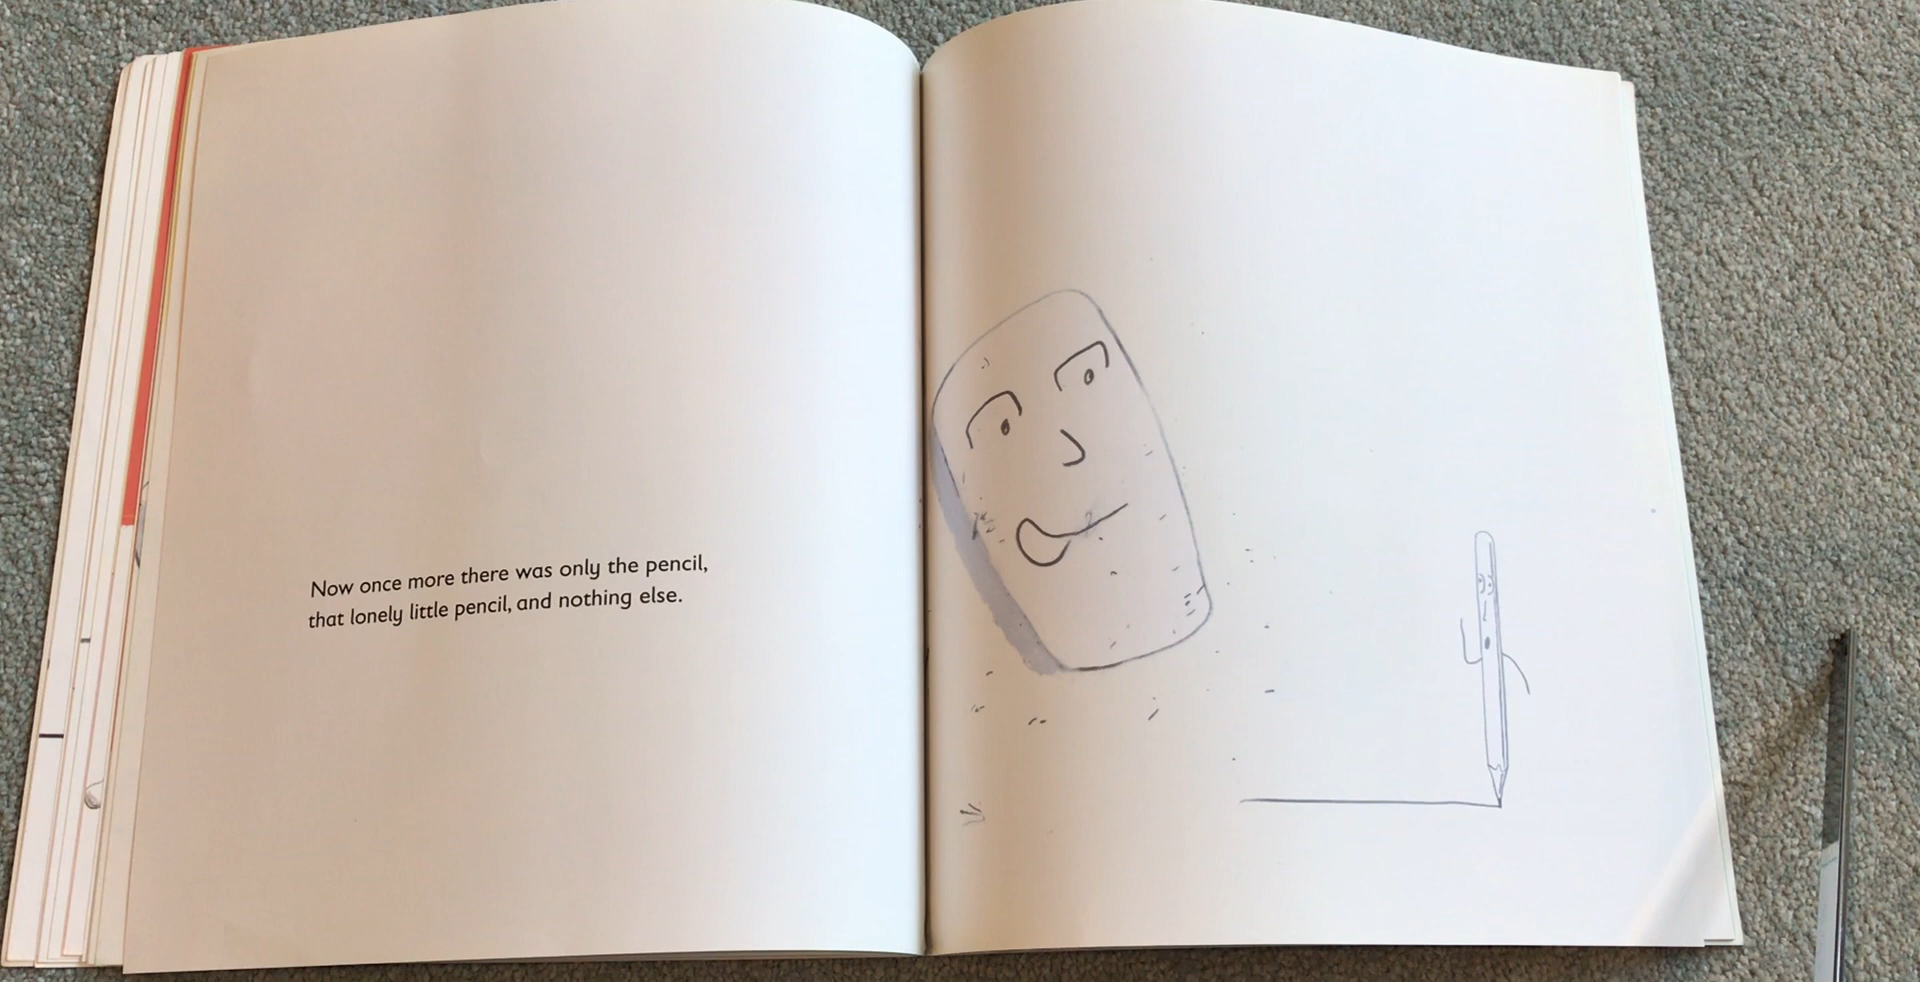 Now once more there was only the pencil,
that lonely little pencil, and nothing else.